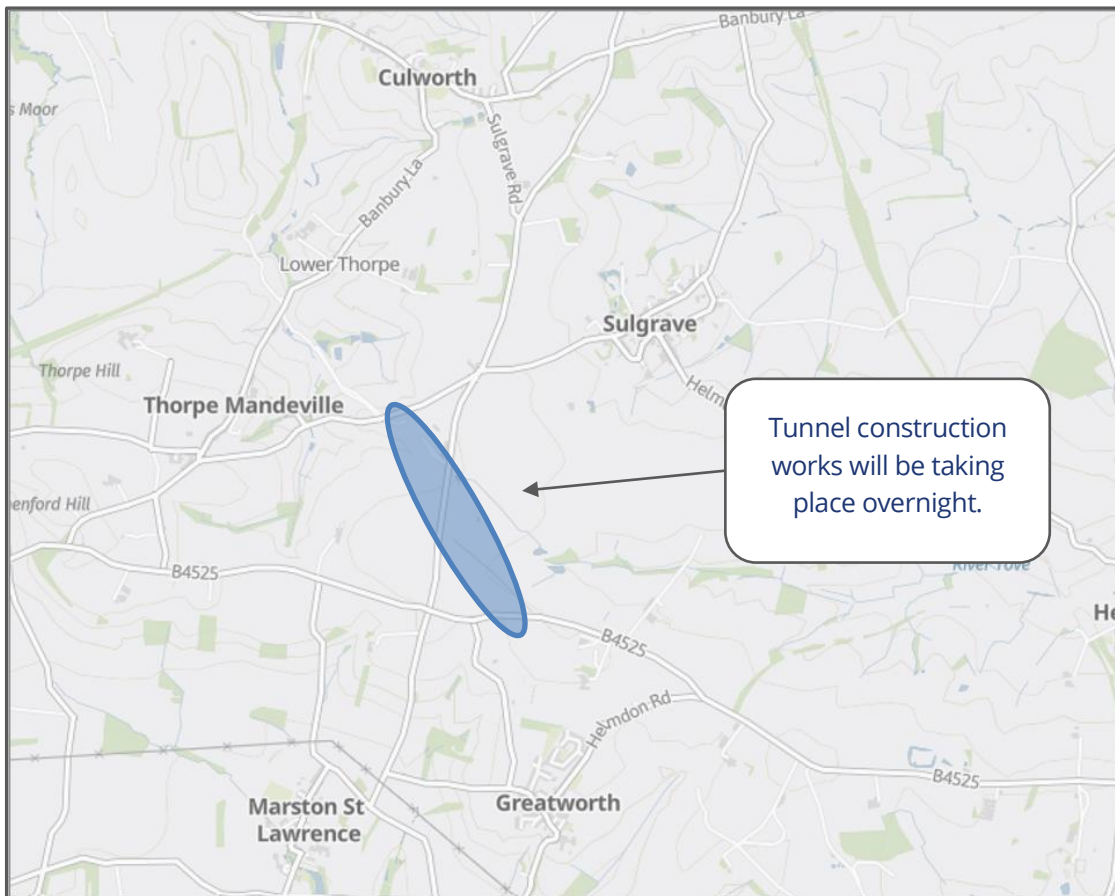 Banbury La
Culworth
s Moor
Sulgrave Rd
Banbury La
Lower Thorpe
Sulgrave
Thorpe Hill
Helm
Thorpe Mandeville
Tunnel construction
works will be taking
place overnight.
enford Hill
B4525
River Tove
He
B4525
Helmdon Rd
B4525
Marston St
Lawrence
Greatworth